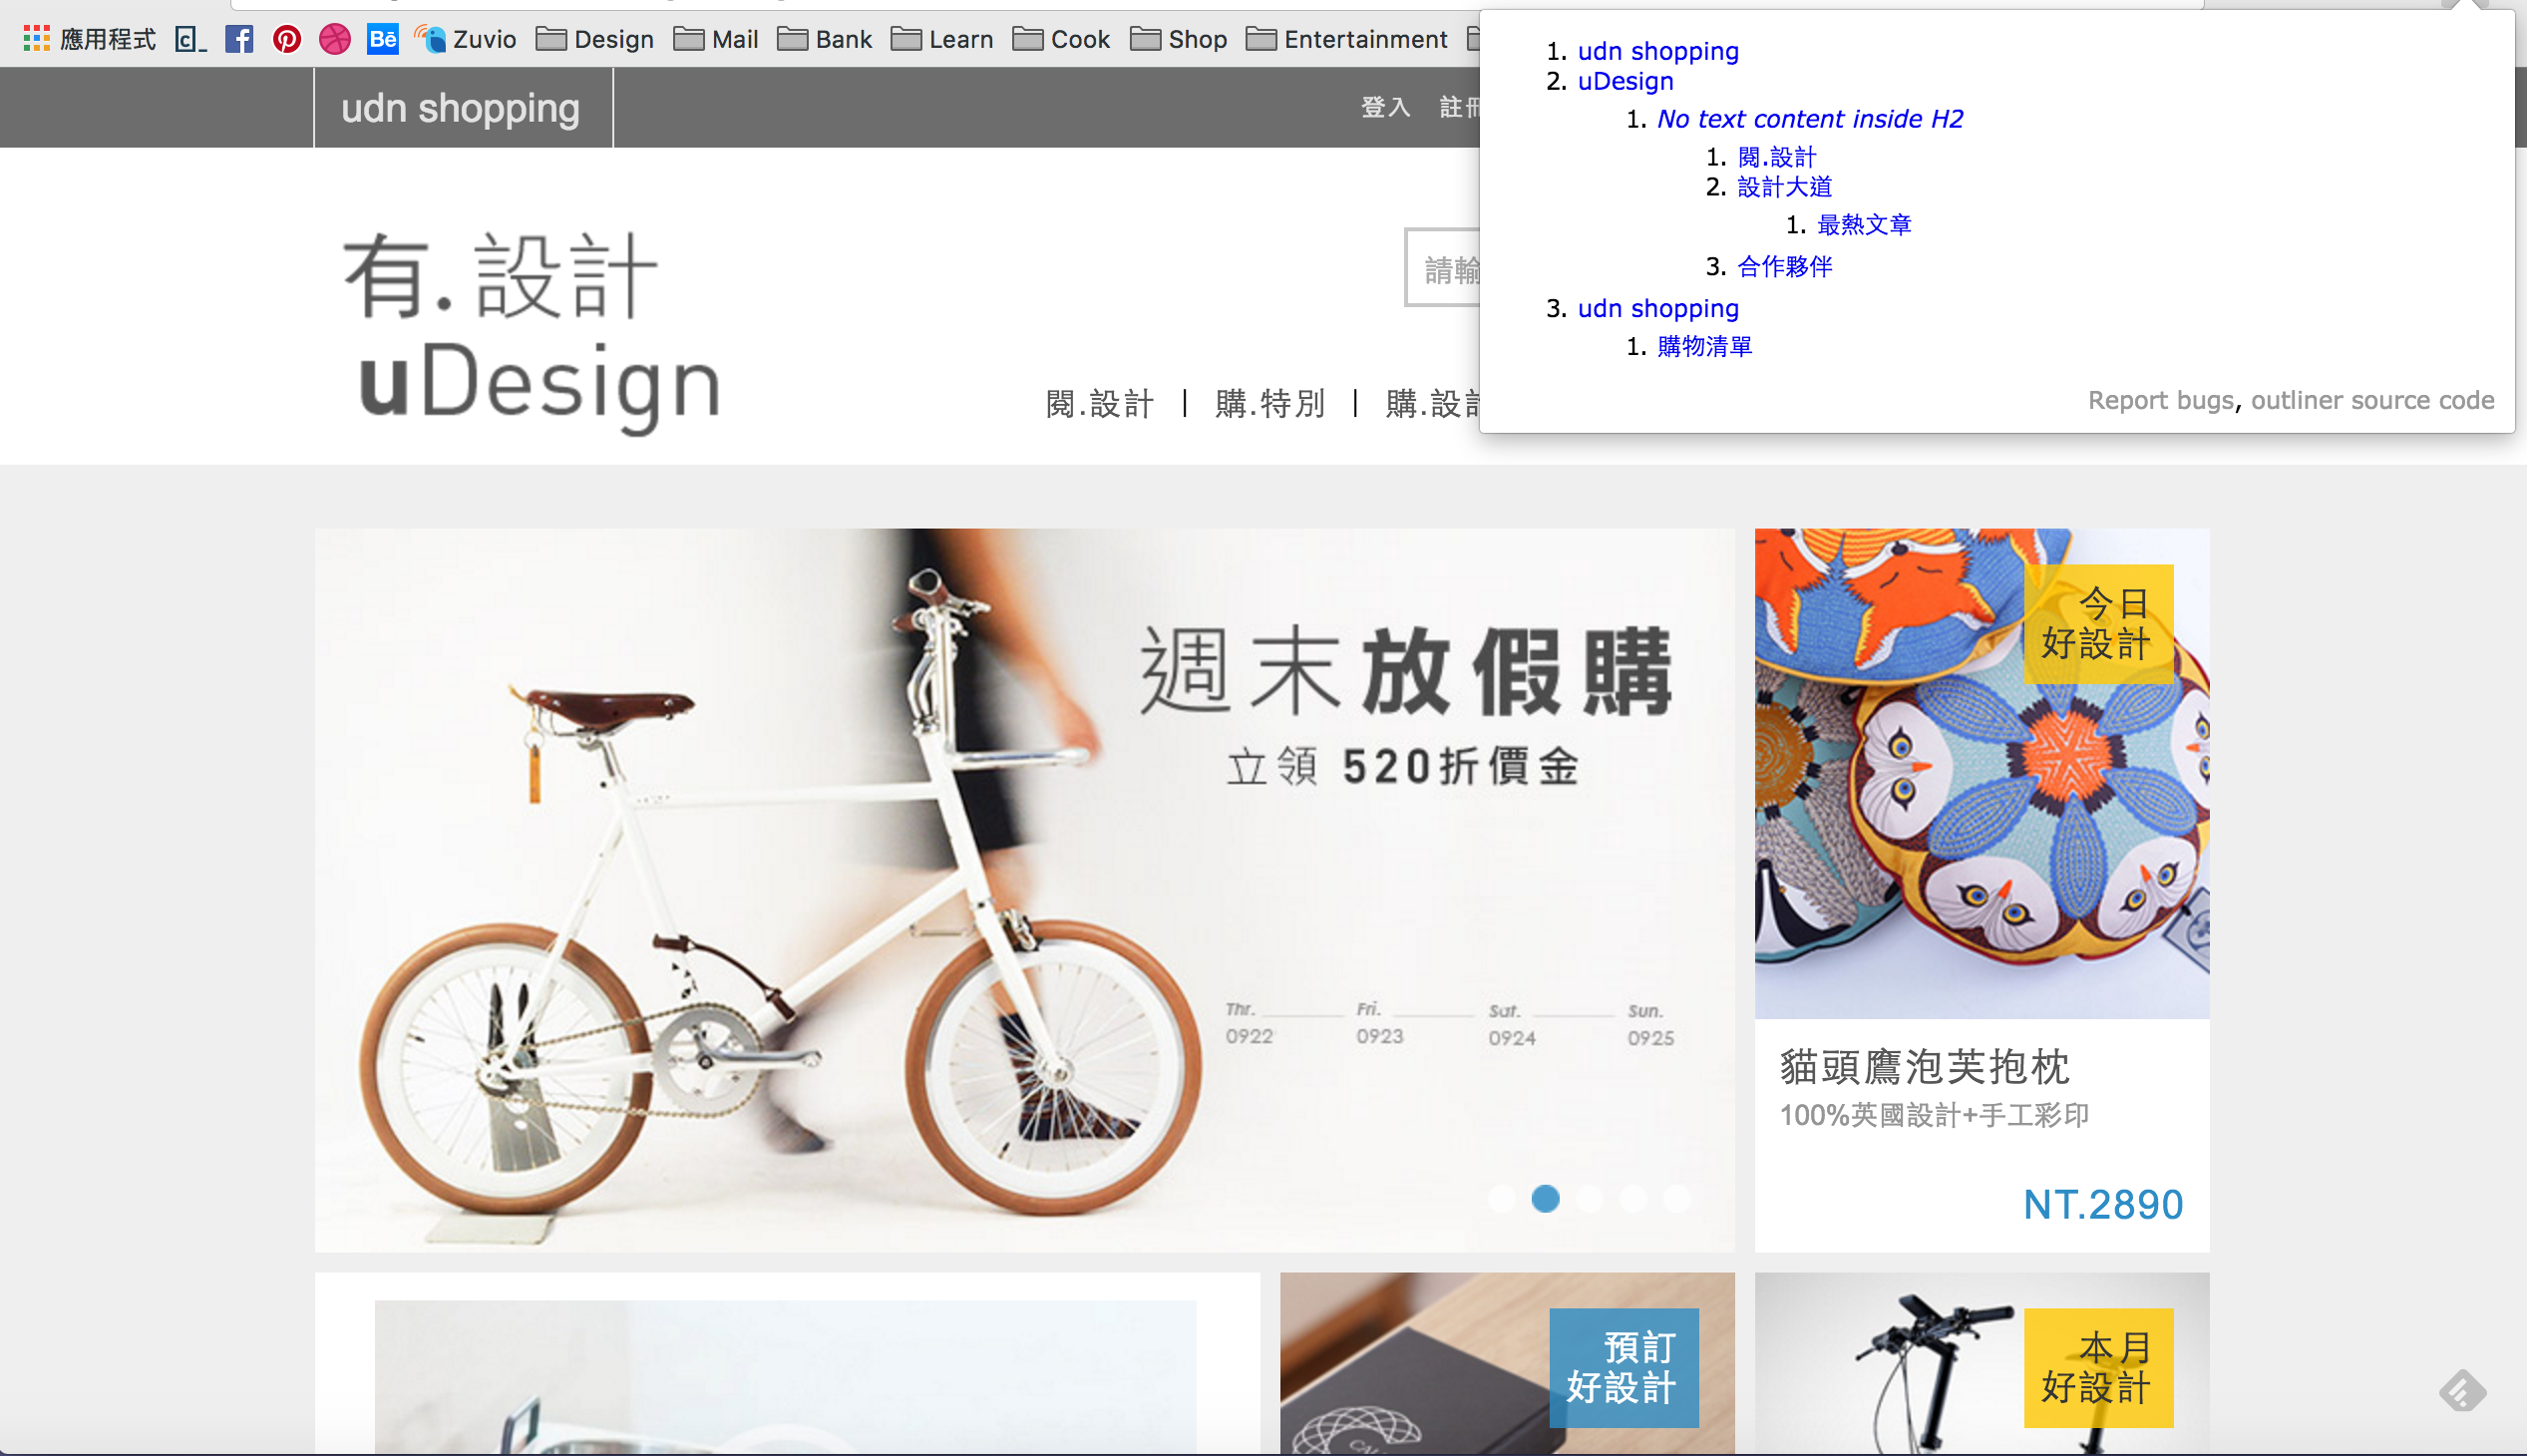 應用程式 Zuvio Design Mail Bank Learn Cook Shop Entertainment
udn shopping
登入 註冊
有.設計
uDesign
請輸
閱.設計 | 購.特別 | 購.設計
1. udn shopping
2. uDesign
1. No text content inside H2
1. 閱.設計
2. 設計大道
1. 最熱文章
3. 合作夥伴
3. udn shopping
1. 購物清單
Report bugs, outliner source code
週末放假購
立領 520折價金
Thr. Fri. Sat. Sun.
0922 0923 0924 0925
今日
好設計
貓頭鷹泡芙抱枕
100%英國設計+手工彩印
NT.2890
預訂
好設計
本月
好設計